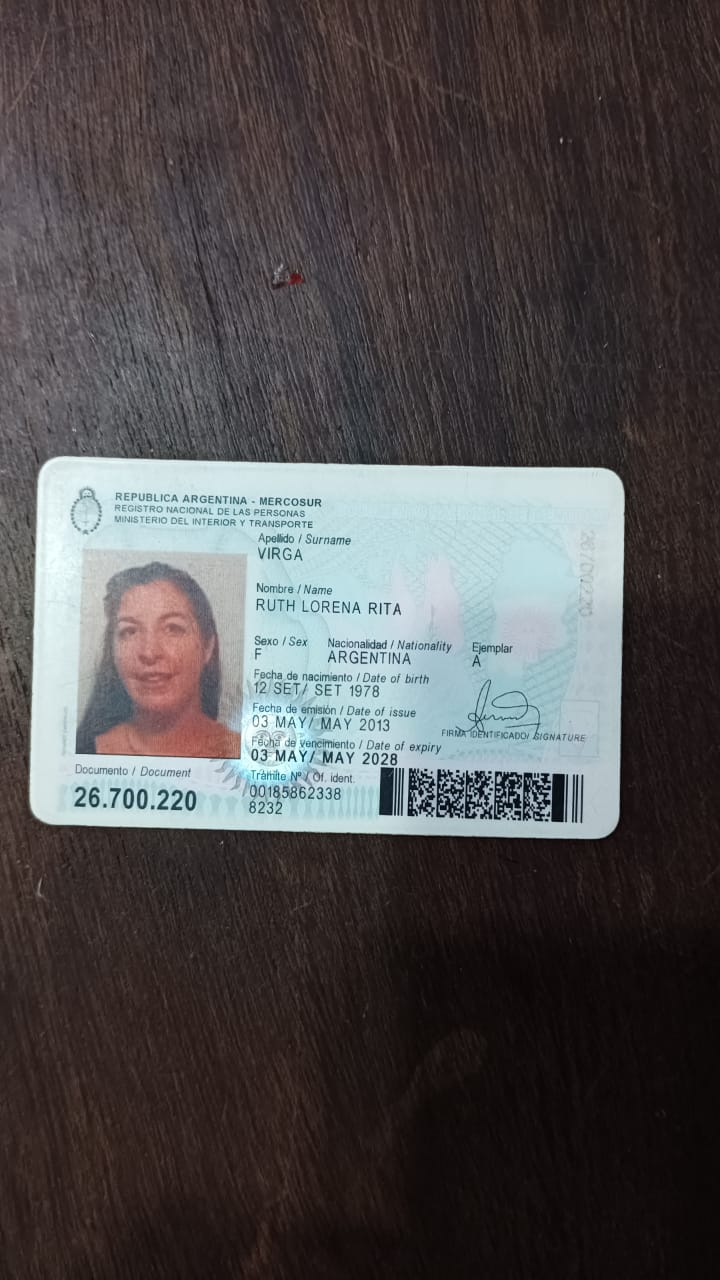 REPUBLICA ARGENTINA - MERCOSUR
REGISTRO NACIONAL DE LAS PERSONAS
MINISTERIO DEL INTERIOR Y TRANSPORTE
Apellido / Surname
VIRGA
Nombre / Name
RUTH LORENA RITA
Sexo / Sex Nacionalidad / Nationality Ejemplar
F ARGENTINA A
Fecha de nacimiento / Date of birth
12 SET/ SET 1978
Fecha de emisión / Date of issue
03 MAY/ MAY 2013
FIRMA IDENTIFICADO/ SIGNATURE
Fecha de vencimiento / Date of expiry
03 MAY/ MAY 2028
Documento / Document Trámite Nº / Of. ident.
26.700.220 00185862338
8232